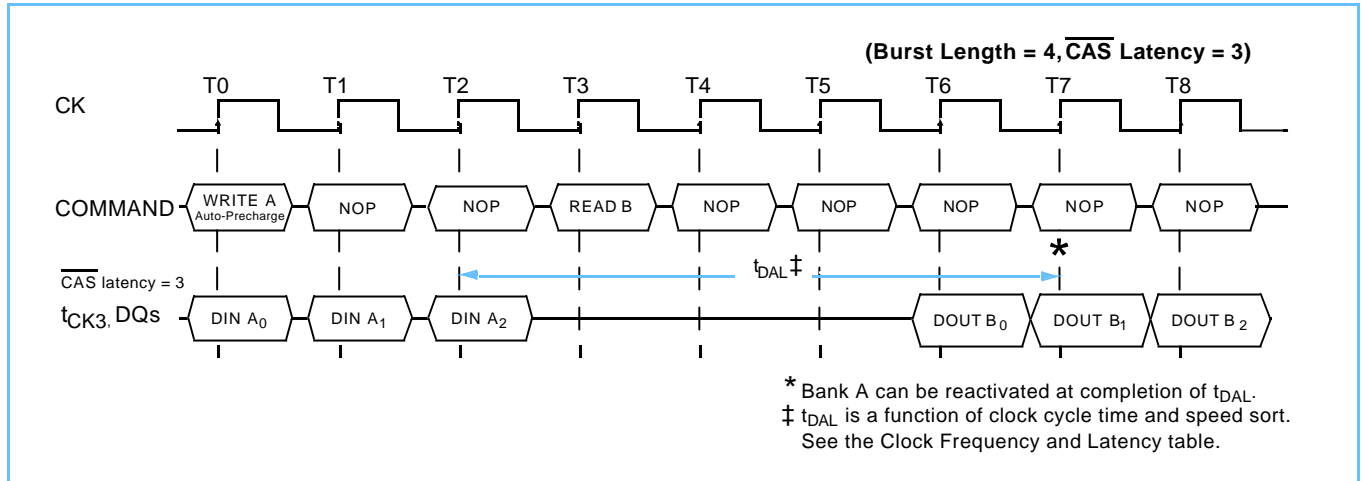 (Burst Length = 4, CAS Latency = 3)
T0 T1 T2 T3 T4 T5 T6 T7 T8
CK
COMMAND WRITE A Auto-Precharge NOP NOP READ B NOP NOP NOP NOP NOP
*
tDAL‡
CAS latency = 3
tCK3, DQs DIN A0 DIN A1 DIN A2 DOUT B0 DOUT B1 DOUT B2
* Bank A can be reactivated at completion of tDAL.
‡ tDAL is a function of clock cycle time and speed sort.
See the Clock Frequency and Latency table.